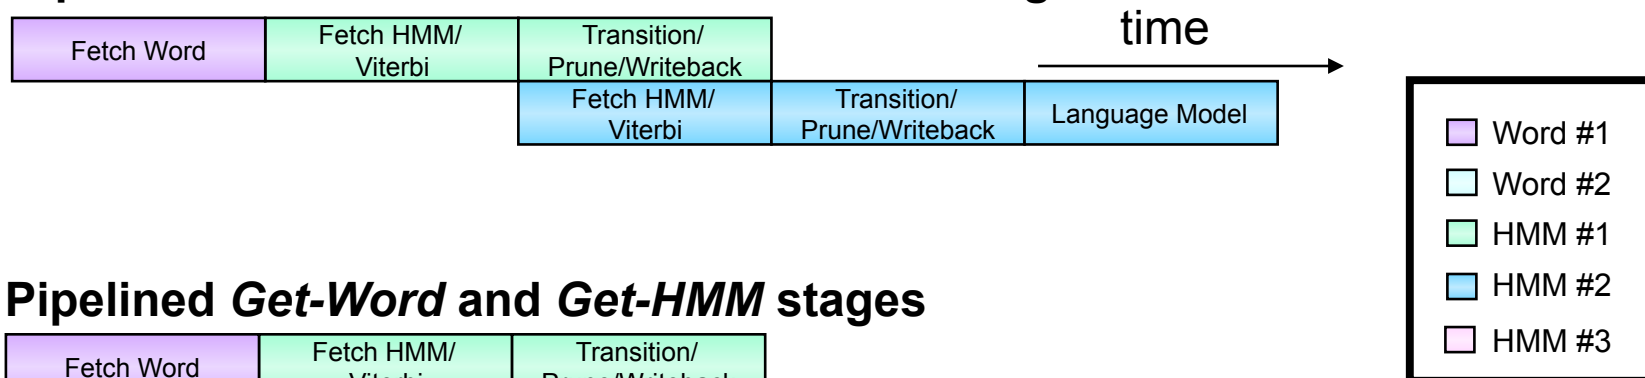 time
Fetch Word
Fetch HMM/
Viterbi
Transition/
Prune/Writeback
Fetch HMM/
Viterbi
Transition/
Prune/Writeback
Language Model
Word #1
Word #2
HMM #1
HMM #2
HMM #3
Pipelined Get-Word and Get-HMM stages
Fetch Word
Fetch HMM/
Transition/